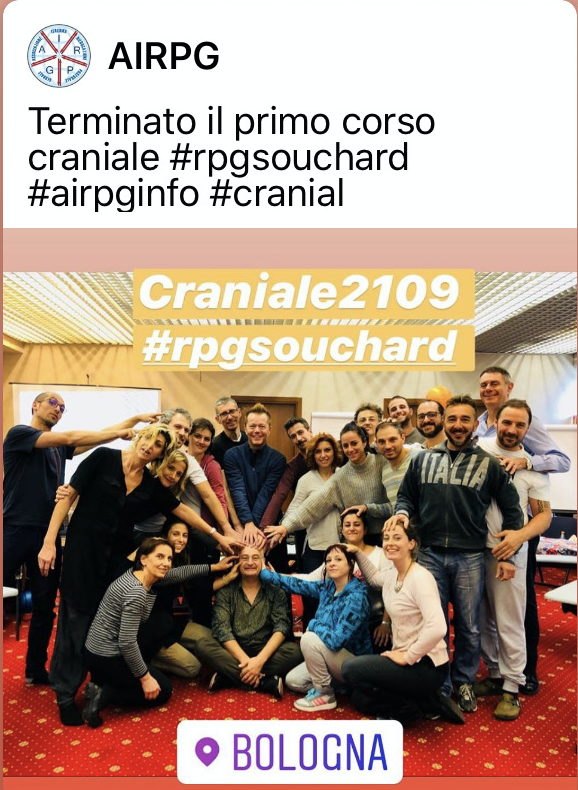 AIRPG
Terminato il primo corso
craniale #rpgsouchard
#airpginfo #cranial
Craniale2109
#rpgsouchard
ITALIA
BOLOGNA